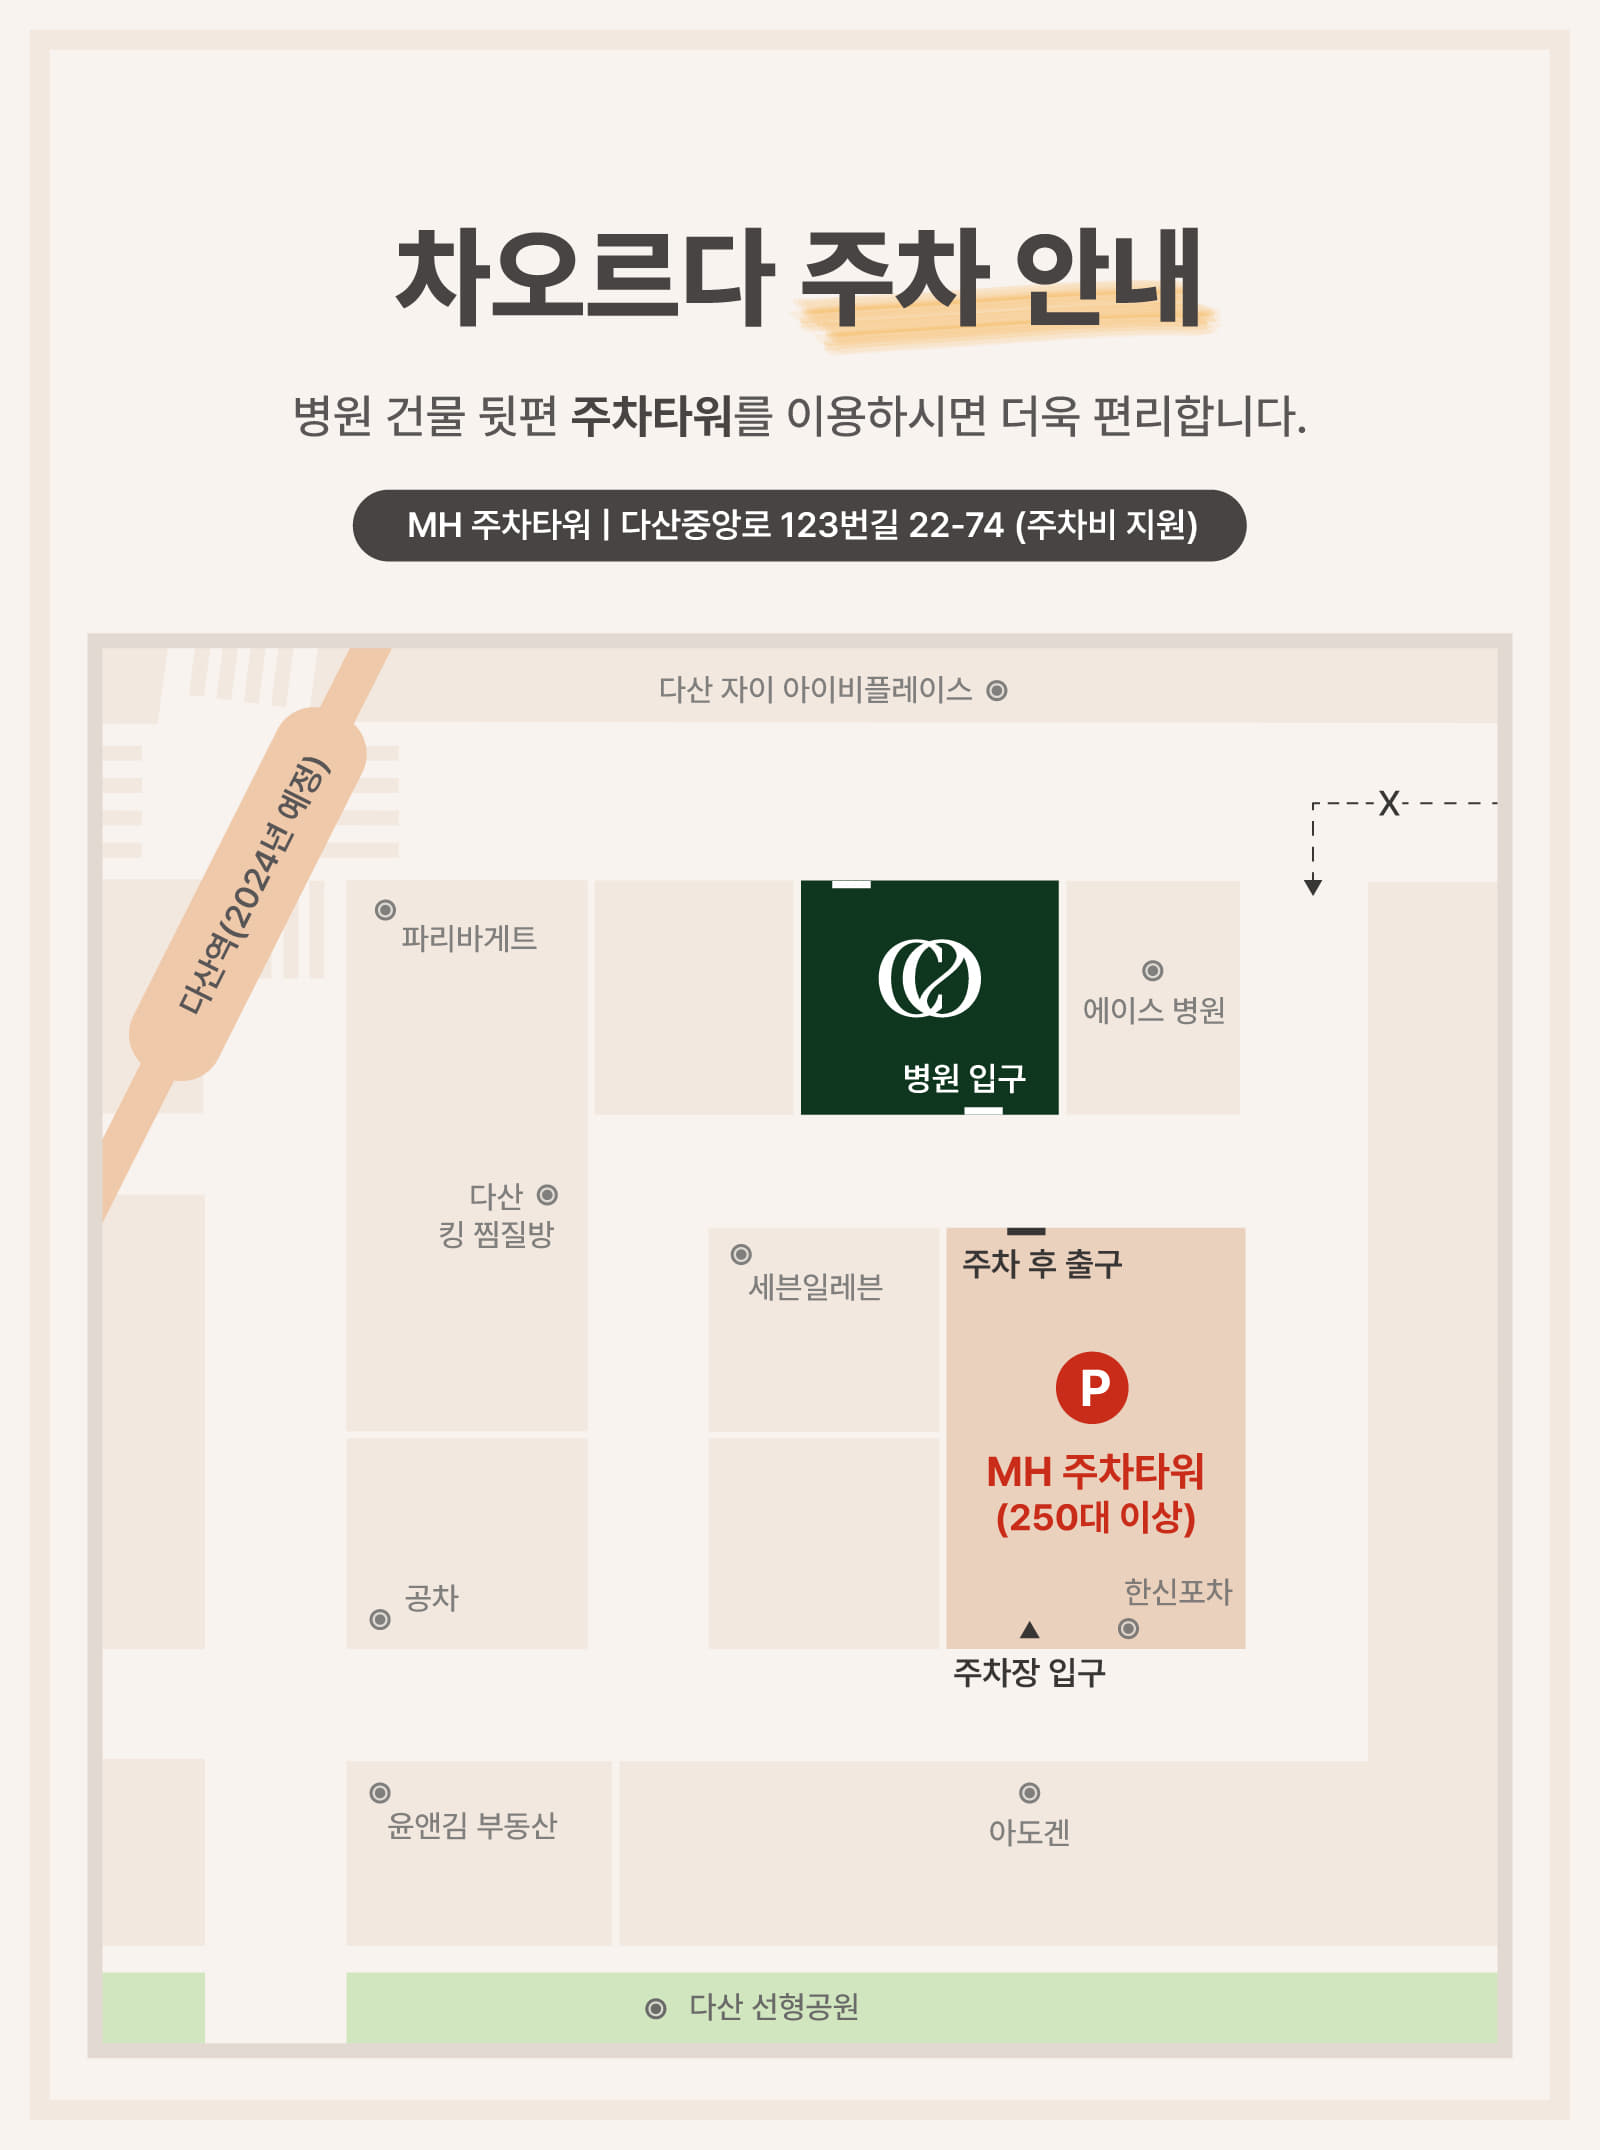 차오르다 주차 안내
병원 건물 뒷편 주차타워를 이용하시면 더욱 편리합니다.
MH 주차타워 | 다산중앙로 123번길 22-74 (주차비 지원)
다산 자이 아이비플레이스
X
다산역(2024년 예정)
파리바게트
에이스 병원
병원 입구
다산
킹 찜질방
주차 후 출구
세븐일레븐
P
MH 주차타워
(250대 이상)
한신포차
공차
주차장 입구
윤앤김 부동산
아도겐
다산 선형공원